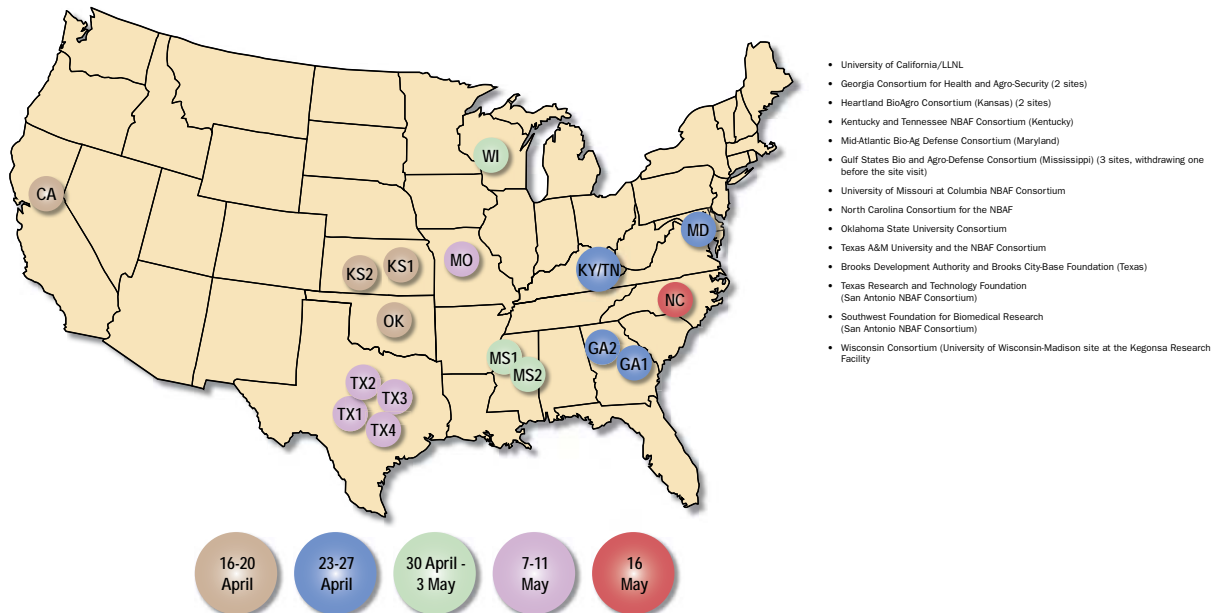 WI
CA
MD
KS2
KS1
MO
KY/TN
NC
OK
GA2
GA1
MS1
MS2
TX2
TX3
TX1
TX4
16-20
April
23-27
April
30 April -
3 May
7-11
May
16
May
• University of California/LLNL
• Georgia Consortium for Health and Agro-Security (2 sites)
• Heartland BioAgro Consortium (Kansas) (2 sites)
• Kentucky and Tennessee NBAF Consortium (Kentucky)
• Mid-Atlantic Bio-Ag Defense Consortium (Maryland)
• Gulf States Bio and Agro-Defense Consortium (Mississippi) (3 sites, withdrawing one
before the site visit)
• University of Missouri at Columbia NBAF Consortium
• North Carolina Consortium for the NBAF
• Oklahoma State University Consortium
• Texas A&M University and the NBAF Consortium
• Brooks Development Authority and Brooks City-Base Foundation (Texas)
• Texas Research and Technology Foundation
(San Antonio NBAF Consortium)
• Southwest Foundation for Biomedical Research
(San Antonio NBAF Consortium)
• Wisconsin Consortium (University of Wisconsin-Madison site at the Kegonsa Research
Facility